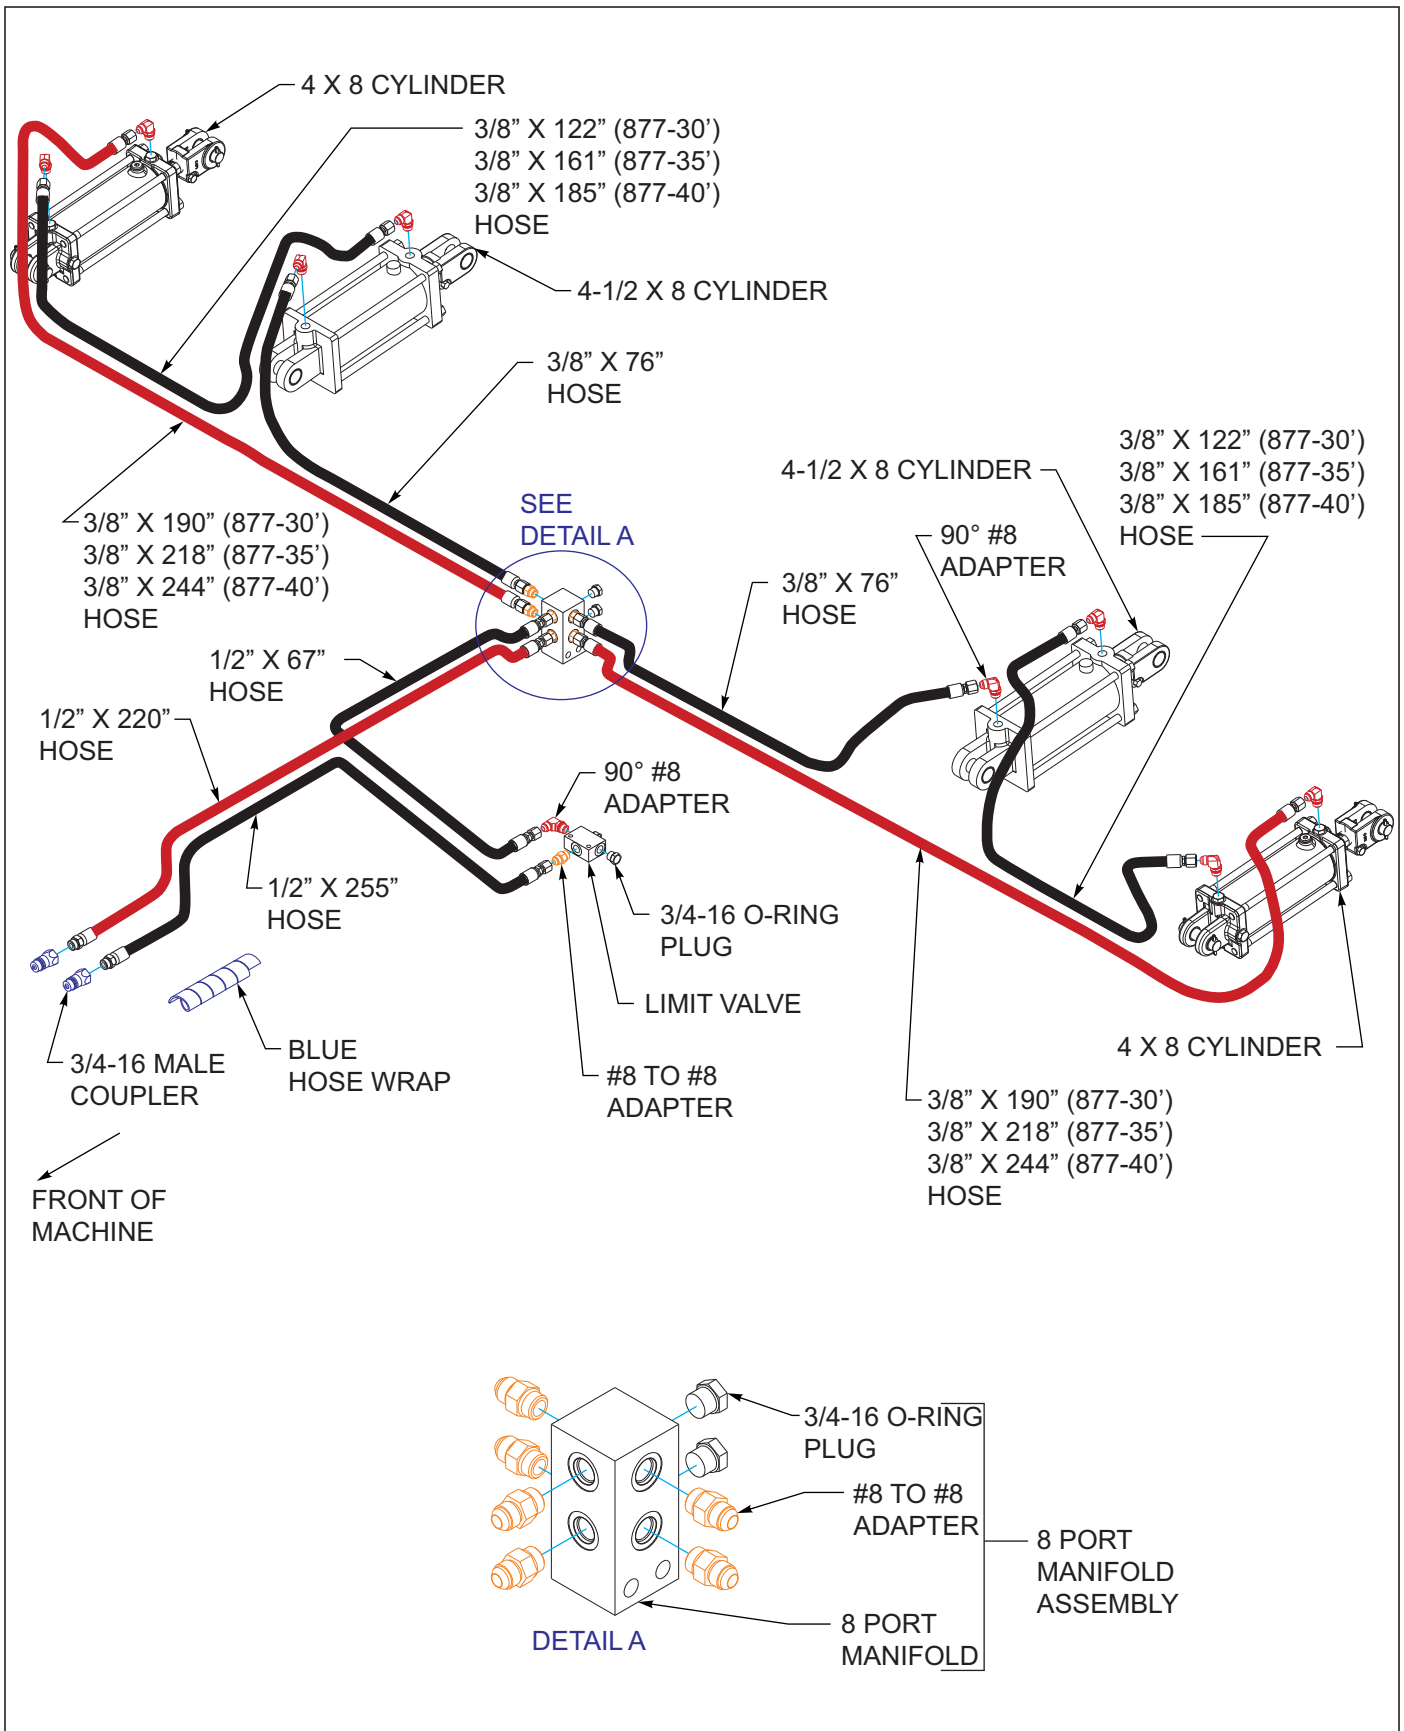 4 X 8 CYLINDER
3/8” X 122” (877-30’)
3/8” X 161” (877-35’)
3/8” X 185” (877-40’)
HOSE
4-1/2 X 8 CYLINDER
3/8” X 76”
HOSE
3/8” X 122” (877-30’)
3/8” X 161” (877-35’)
3/8” X 185” (877-40’)
HOSE
4-1/2 X 8 CYLINDER
SEE
DETAIL A
3/8” X 190” (877-30’)
3/8” X 218” (877-35’)
3/8” X 244” (877-40’)
HOSE
90° #8
ADAPTER
3/8” X 76”
HOSE
1/2” X 67”
HOSE
1/2” X 220”
HOSE
90° #8
ADAPTER
1/2” X 255”
HOSE
3/4-16 O-RING
PLUG
LIMIT VALVE
BLUE
HOSE WRAP
3/4-16 MALE
COUPLER
#8 TO #8
ADAPTER
4 X 8 CYLINDER
3/8” X 190” (877-30’)
3/8” X 218” (877-35’)
3/8” X 244” (877-40’)
HOSE
FRONT OF
MACHINE
3/4-16 O-RING
PLUG
#8 TO #8
ADAPTER
8 PORT
MANIFOLD
ASSEMBLY
8 PORT
MANIFOLD
DETAIL A